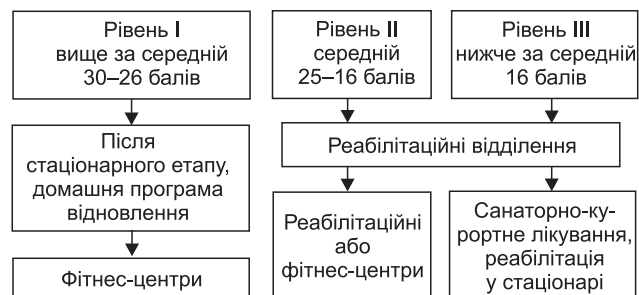 Рівень I
вище за середній
30–26 балів
Рівень II
середній
25–16 балів
Рівень III
нижче за середній
16 балів
Після
стаціонарного етапу,
домашня програма
відновлення
Реабілітаційні відділення
Реабілітаційні
або
фітнес-центри
Санаторно-ку-
рортне лікування,
реабілітація
у стаціонарі
Фітнес-центри